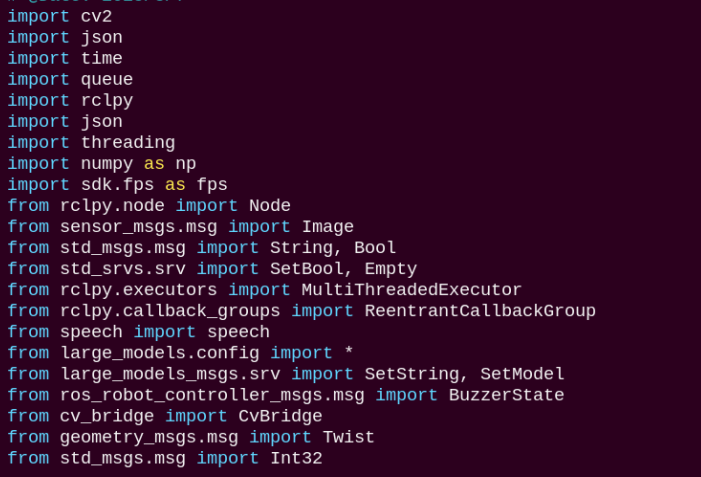 import cv2
import json
import time
import queue
import rclpy
import json
import threading
import numpy as np
import sdk.fps as fps
from rclpy.node import Node
from sensor_msgs.msg import Image
from std_msgs.msg import String, Bool
from std_srvs.srv import SetBool, Empty
from rclpy.executors import MultiThreadedExecutor
from rclpy.callback_groups import ReentrantCallbackGroup
from speech import speech
from large_models.config import *
from large_models_msgs.srv import SetString, SetModel
from ros_robot_controller_msgs.msg import BuzzerState
from cv_bridge import CvBridge
from geometry_msgs.msg import Twist
from std_msgs.msg import Int32